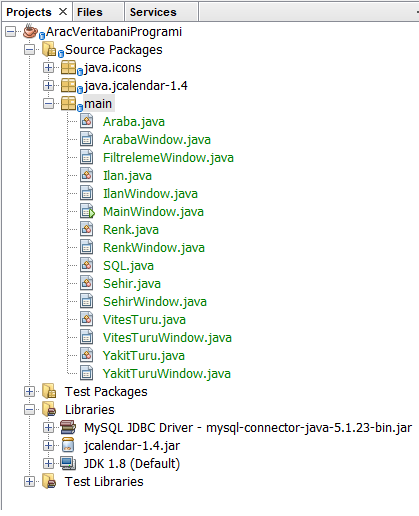 Projects Files Services
AracVeritabaniProgrami
Source Packages
java.icons
java.jcalendar-1.4
main
Araba.java
ArabaWindow.java
FiltrelemeWindow.java
Ilan.java
IlanWindow.java
MainWindow.java
Renk.java
RenkWindow.java
SQL.java
Sehir.java
SehirWindow.java
VitesTuru.java
VitesTuruWindow.java
YakitTuru.java
YakitTuruWindow.java
Test Packages
Libraries
MySQL JDBC Driver - mysql-connector-java-5.1.23-bin.jar
jcalendar-1.4.jar
JDK 1.8 (Default)
Test Libraries